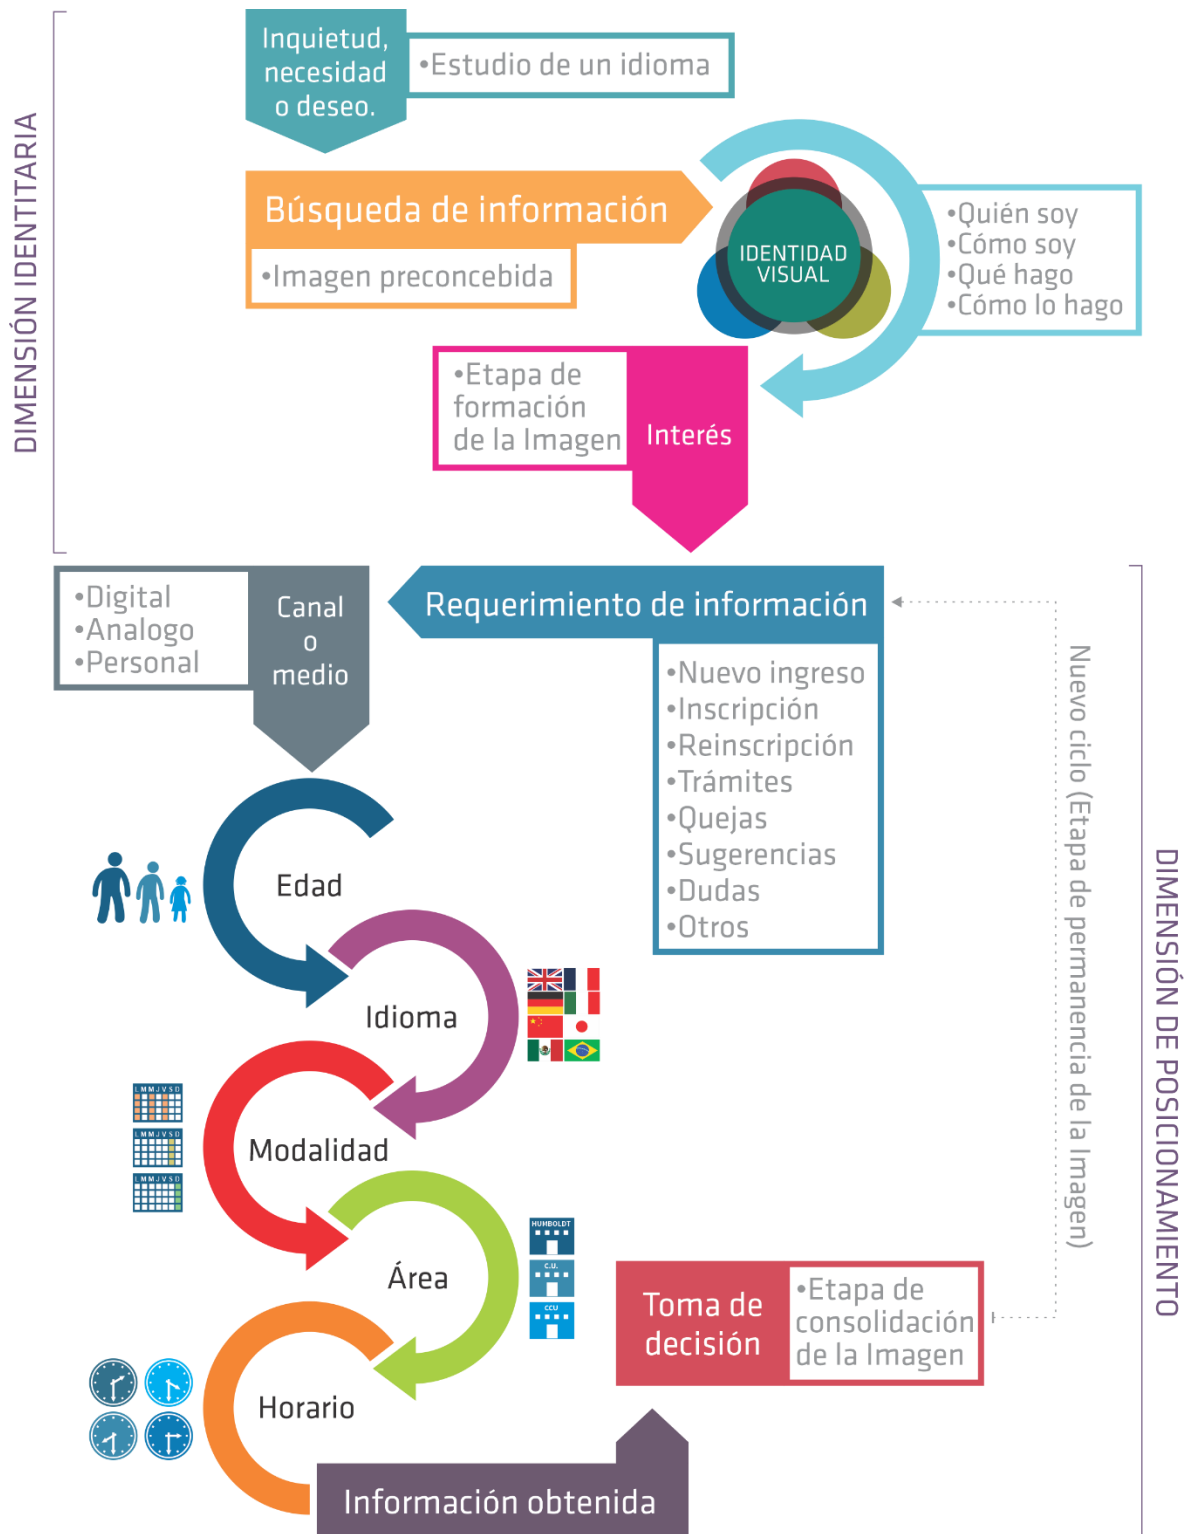 DIMENSIÓN IDENTITARIA
Inquietud,
necesidad
o deseo.
•Estudio de un idioma
Búsqueda de información
•Imagen preconcebida
IDENTIDAD
VISUAL
•Quién soy
•Cómo soy
•Qué hago
•Cómo lo hago
•Etapa de
formación
de la Imagen
Interés
•Digital
•Analogo
•Personal
Canal
o
medio
Requerimiento de información
•Nuevo ingreso
•Inscripción
•Reinscripción
•Trámites
•Quejas
•Sugerencias
•Dudas
•Otros
Nuevo ciclo (Etapa de permanencia de la Imagen)
DIMENSIÓN DE POSICIONAMIENTO
Edad
Idioma
L M M J V S D
L M M J V S D
L M M J V S D
Modalidad
HUMBOLDT
C.U.
CCU
Área
Horario
Toma de
decisión
•Etapa de
consolidación
de la Imagen
Información obtenida